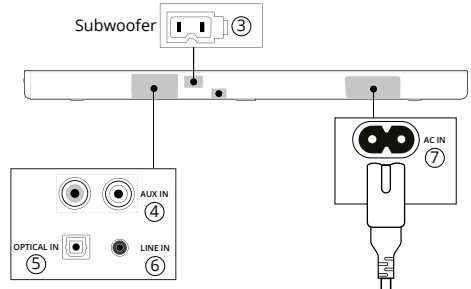 Subwoofer ③
AC IN
⑦
AUX IN
④
OPTICAL IN
⑤
LINE IN
⑥